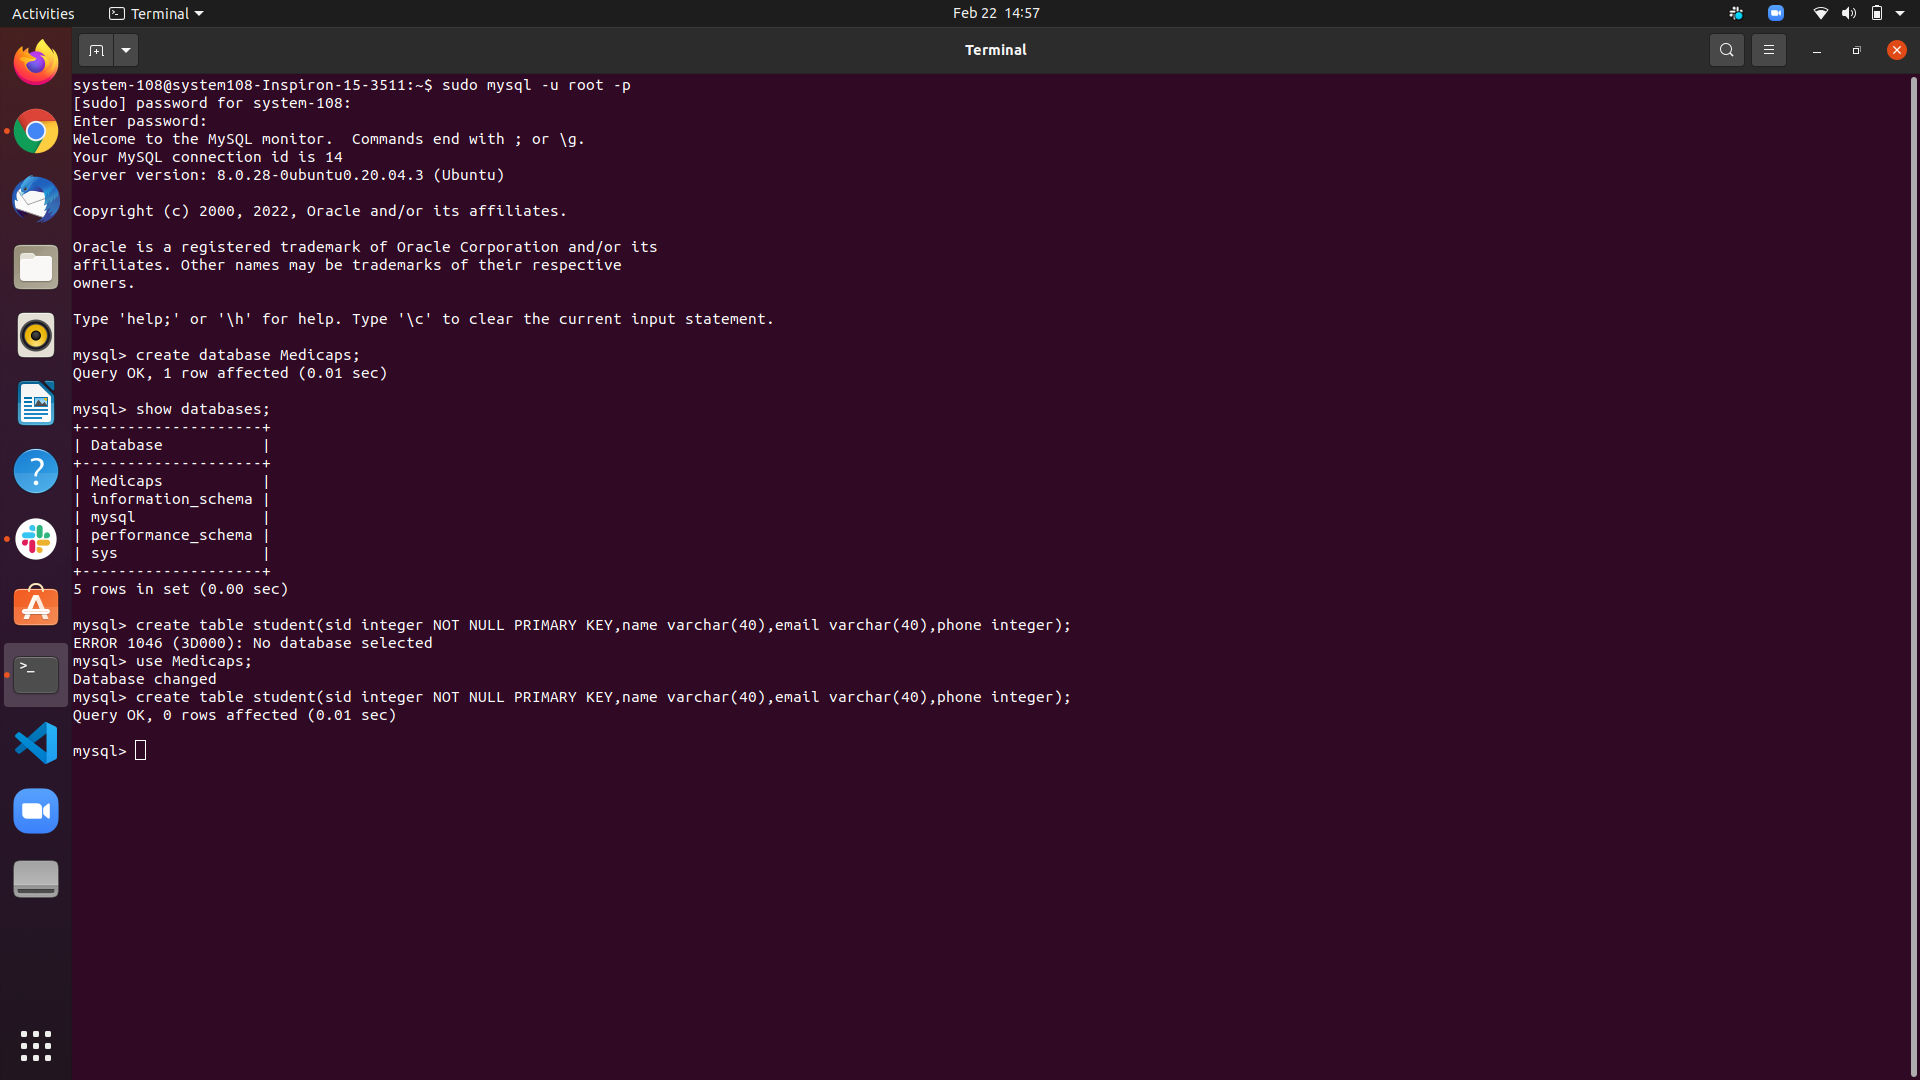 Activities Terminal Feb 22 14:57
Terminal
system-108@system108-Inspiron-15-3511:~$ sudo mysql -u root -p
[sudo] password for system-108:
Enter password:
Welcome to the MySQL monitor.  Commands end with ; or \g.
Your MySQL connection id is 14
Server version: 8.0.28-0ubuntu0.20.04.3 (Ubuntu)

Copyright (c) 2000, 2022, Oracle and/or its affiliates.

Oracle is a registered trademark of Oracle Corporation and/or its
affiliates. Other names may be trademarks of their respective
owners.

Type 'help;' or '\h' for help. Type '\c' to clear the current input statement.

mysql> create database Medicaps;
Query OK, 1 row affected (0.01 sec)

mysql> show databases;
+--------------------+
| Database           |
+--------------------+
| Medicaps           |
| information_schema |
| mysql              |
| performance_schema |
| sys                |
+--------------------+
5 rows in set (0.00 sec)

mysql> create table student(sid integer NOT NULL PRIMARY KEY,name varchar(40),email varchar(40),phone integer);
ERROR 1046 (3D000): No database selected
mysql> use Medicaps;
Database changed
mysql> create table student(sid integer NOT NULL PRIMARY KEY,name varchar(40),email varchar(40),phone integer);
Query OK, 0 rows affected (0.01 sec)

mysql>